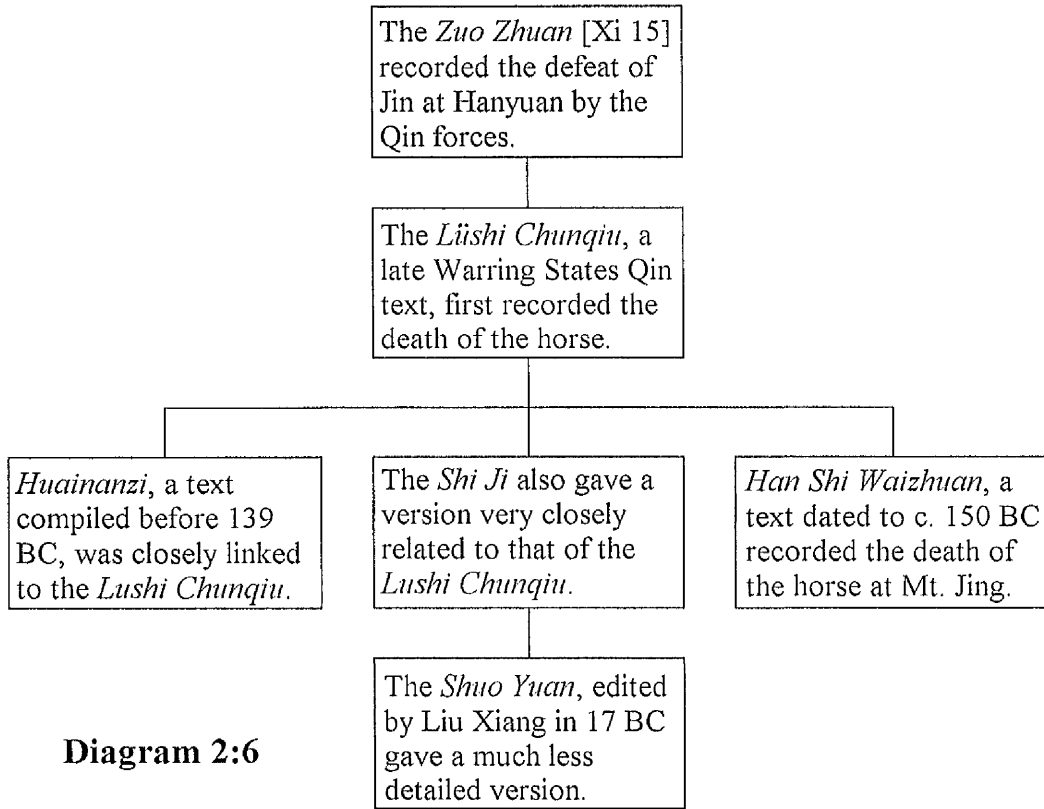 The Zuo Zhuan [Xi 15]
recorded the defeat of
Jin at Hanyuan by the
Qin forces.
The Lüshi Chunqiu, a
late Warring States Qin
text, first recorded the
death of the horse.
Huainanzi, a text
compiled before 139
BC, was closely linked
to the Lushi Chunqiu.
The Shi Ji also gave a
version very closely
related to that of the
Lushi Chunqiu.
Han Shi Waizhuan, a
text dated to c. 150 BC
recorded the death of
the horse at Mt. Jing.
The Shuo Yuan, edited
by Liu Xiang in 17 BC
gave a much less
detailed version.
Diagram 2:6